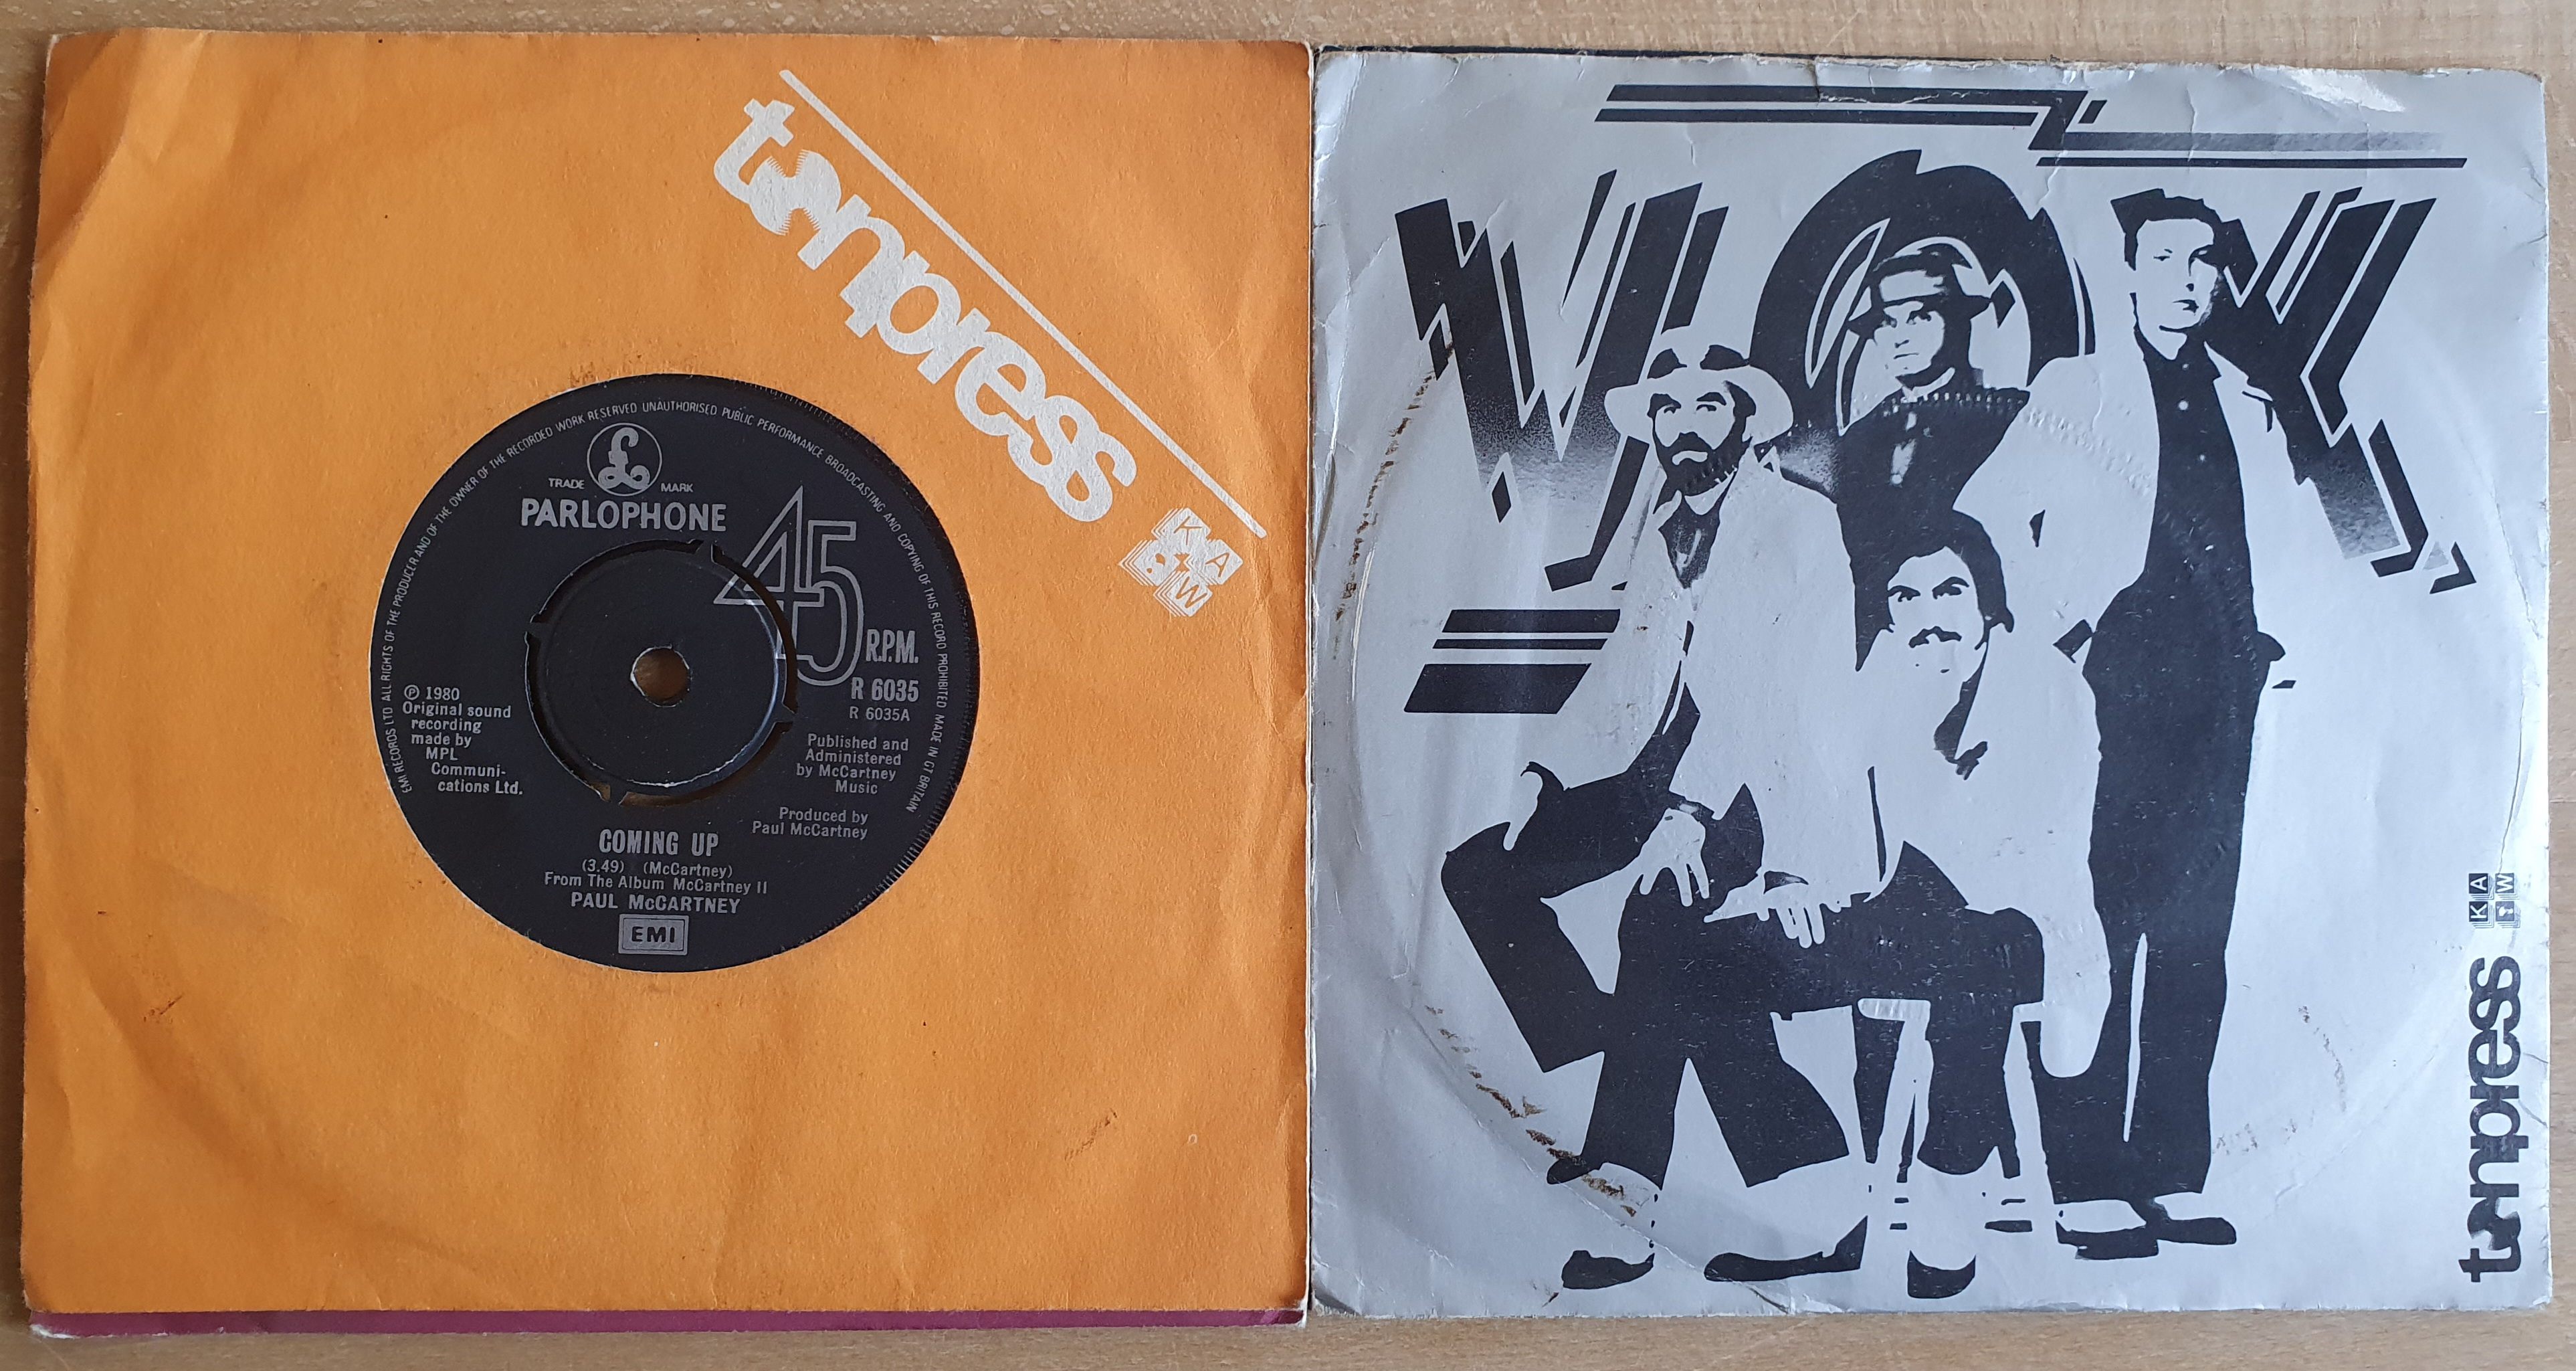 tonpress
KAW
EMI RECORDS LTD ALL RIGHTS OF THE PRODUCER AND OF THE OWNER OF THE RECORDED WORK RESERVED UNAUTHORISED PUBLIC PERFORMANCE BROADCASTING AND COPYING OF THIS RECORD PROHIBITED MADE IN GT BRITAIN
£
TRADE MARK
PARLOPHONE
45
R.P.M.
R 6035
R 6035A
℗ 1980
Original sound
recording
made by
MPL
Communi-
cations Ltd.
Published and
Administered
by McCartney
Music
Produced by
Paul McCartney
COMING UP
(3.49) (McCartney)
From The Album McCartney II
PAUL McCARTNEY
EMI
VOX
tonpress
KAW